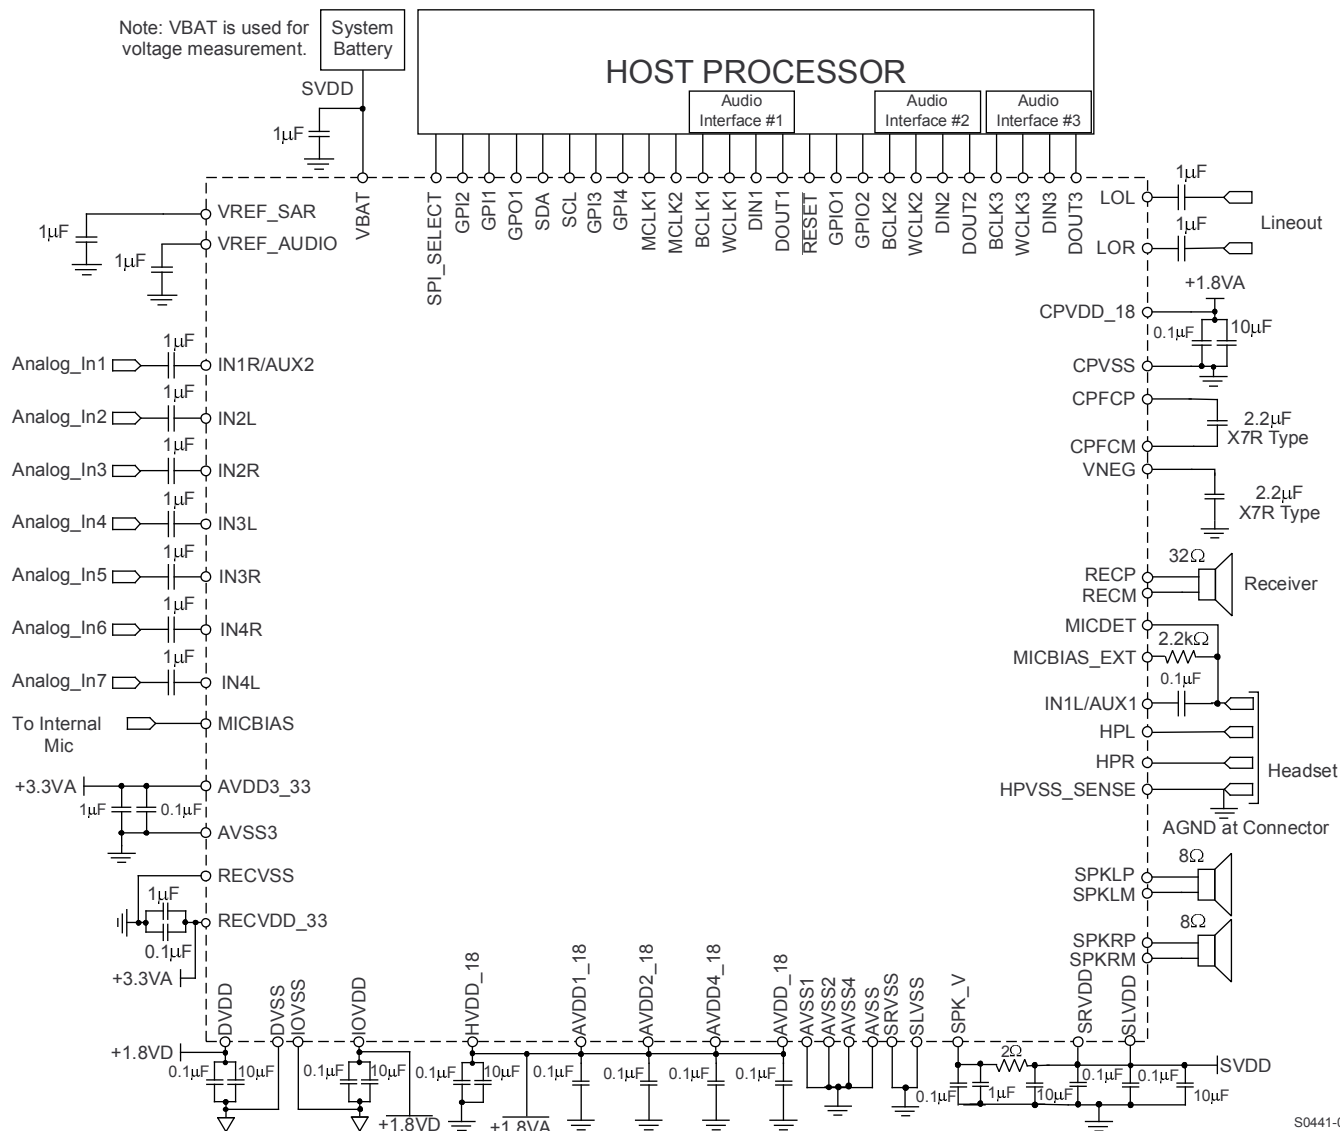 Note: VBAT is used for
voltage measurement.
System
Battery
HOST PROCESSOR
Audio
Interface #1
Audio
Interface #2
Audio
Interface #3
SVDD
1μF
VBAT
SPI_SELECT
GPI2
GPI1
GPO1
SDA
SCL
GPI3
GPI4
MCLK1
MCLK2
BCLK1
WCLK1
DIN1
DOUT1
RESET
GPIO1
GPIO2
BCLK2
WCLK2
DIN2
DOUT2
BCLK3
WCLK3
DIN3
DOUT3
VREF_SAR
1μF
VREF_AUDIO
1μF
1μF
Analog_In1
IN1R/AUX2
1μF
Analog_In2
IN2L
1μF
Analog_In3
IN2R
1μF
Analog_In4
IN3L
1μF
Analog_In5
IN3R
1μF
Analog_In6
IN4R
1μF
Analog_In7
IN4L
To Internal
Mic
MICBIAS
+3.3VA
AVDD3_33
1μF
0.1μF
AVSS3
RECVSS
1μF
RECVDD_33
0.1μF
+3.3VA
1μF
LOL
1μF
LOR
Lineout
+1.8VA
CPVDD_18
0.1μF
10μF
CPVSS
CPFCP
2.2μF
X7R Type
CPFCM
VNEG
2.2μF
X7R Type
32Ω
RECP
RECM
Receiver
MICDET
2.2kΩ
MICBIAS_EXT
0.1μF
IN1L/AUX1
HPL
HPR
HPVSS_SENSE
Headset
AGND at Connector
8Ω
SPKLP
SPKLM
8Ω
SPKRP
SPKRM
DVDD
DVSS
IOVSS
IOVDD
HVDD_18
AVDD1_18
AVDD2_18
AVDD4_18
AVDD_18
AVSS1
AVSS2
AVSS4
AVSS
SRVSS
SLVSS
SPK_V
SRVDD
SLVDD
+1.8VD
0.1μF
10μF
0.1μF
10μF
+1.8VD
0.1μF
10μF
+1.8VA
0.1μF
0.1μF
0.1μF
0.1μF
2Ω
0.1μF
1μF
10μF
0.1μF
0.1μF
10μF
SVDD